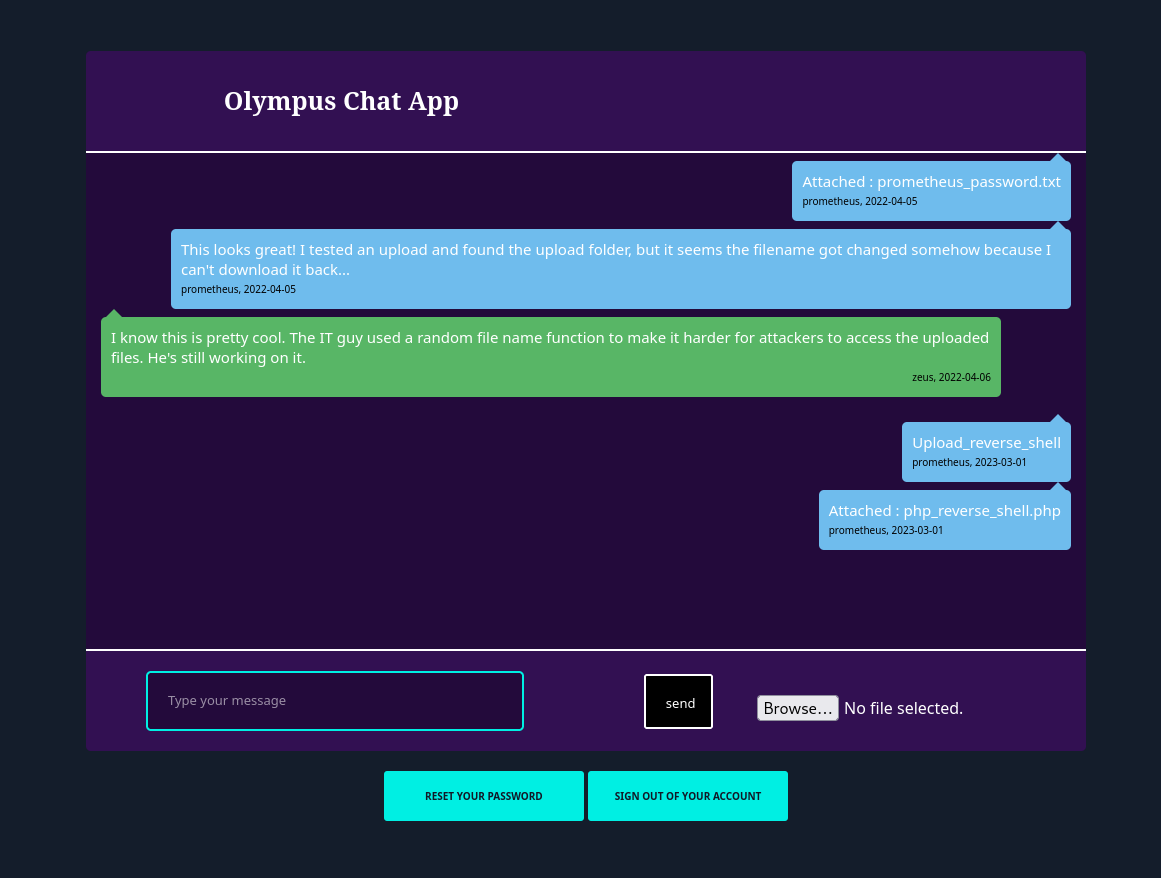 Olympus Chat App
Attached : prometheus_password.txt
prometheus, 2022-04-05
This looks great! I tested an upload and found the upload folder, but it seems the filename got changed somehow because I
can't download it back...
prometheus, 2022-04-05
I know this is pretty cool. The IT guy used a random file name function to make it harder for attackers to access the uploaded
files. He's still working on it.
zeus, 2022-04-06
Upload_reverse_shell
prometheus, 2023-03-01
Attached : php_reverse_shell.php
prometheus, 2023-03-01
Type your message
send
Browse... No file selected.
RESET YOUR PASSWORD
SIGN OUT OF YOUR ACCOUNT